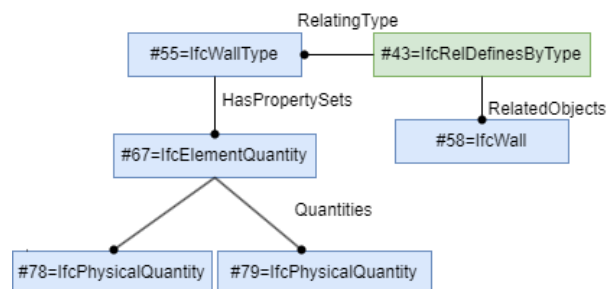 RelatingType
#55=IfcWallType
#43=IfcRelDefinesByType
HasPropertySets
RelatedObjects
#58=IfcWall
#67=IfcElementQuantity
Quantities
#78=IfcPhysicalQuantity
#79=IfcPhysicalQuantity